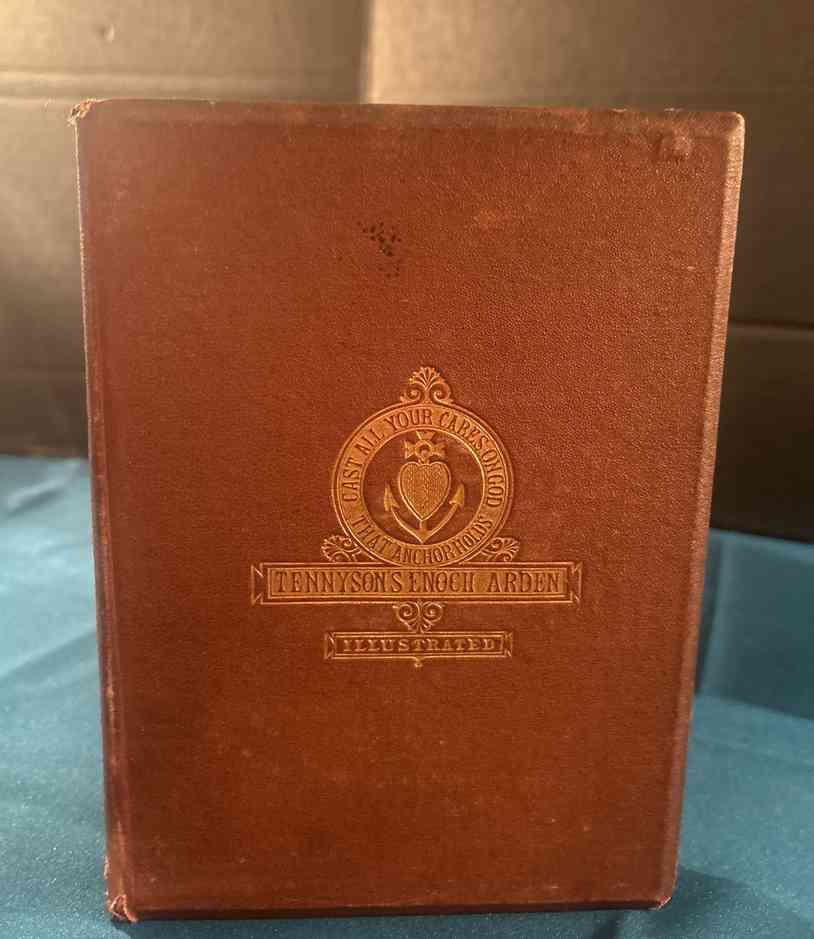 CAST ALL YOUR CARES ON GOD
THAT ANCHOR HOLDS
TENNYSON'S ENOCH ARDEN
ILLUSTRATED